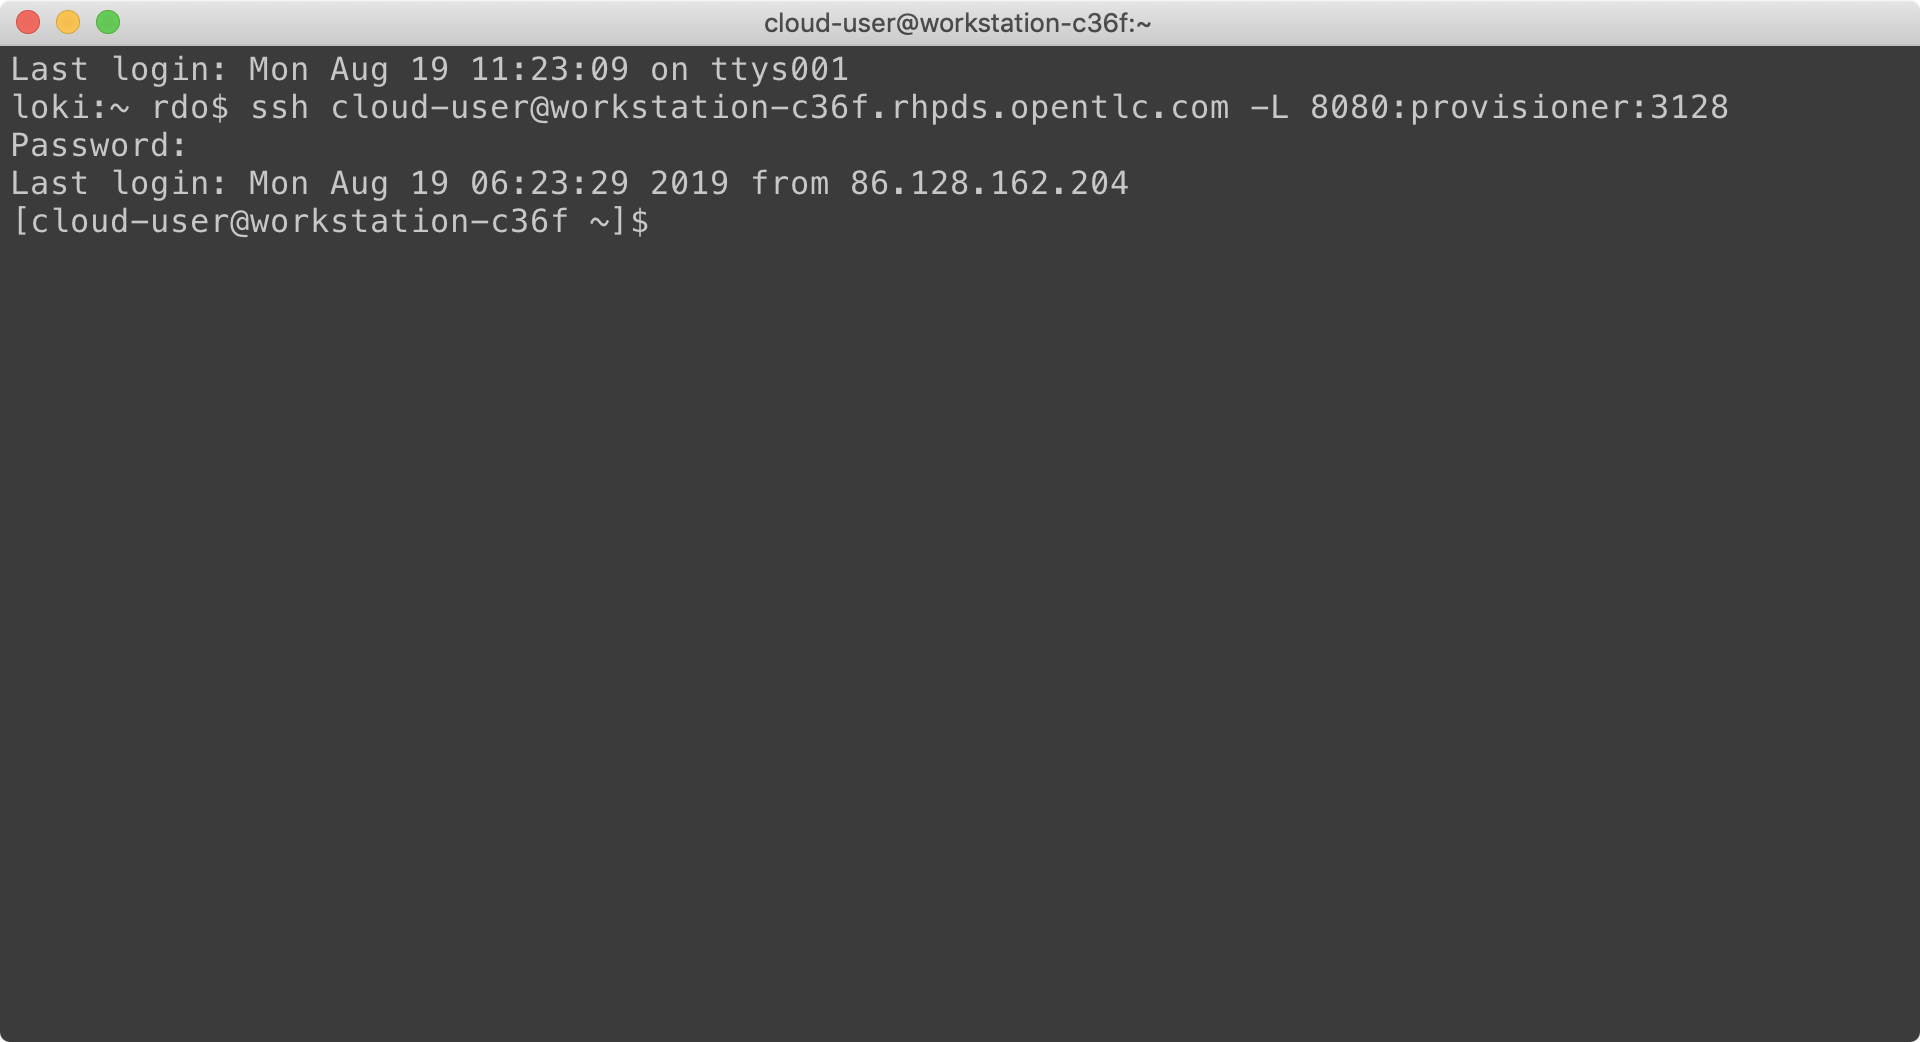 cloud-user@workstation-c36f:~
Last login: Mon Aug 19 11:23:09 on ttys001
loki:~ rdo$ ssh cloud-user@workstation-c36f.rhpds.opentlc.com -L 8080:provisioner:3128
Password:
Last login: Mon Aug 19 06:23:29 2019 from 86.128.162.204
[cloud-user@workstation-c36f ~]$